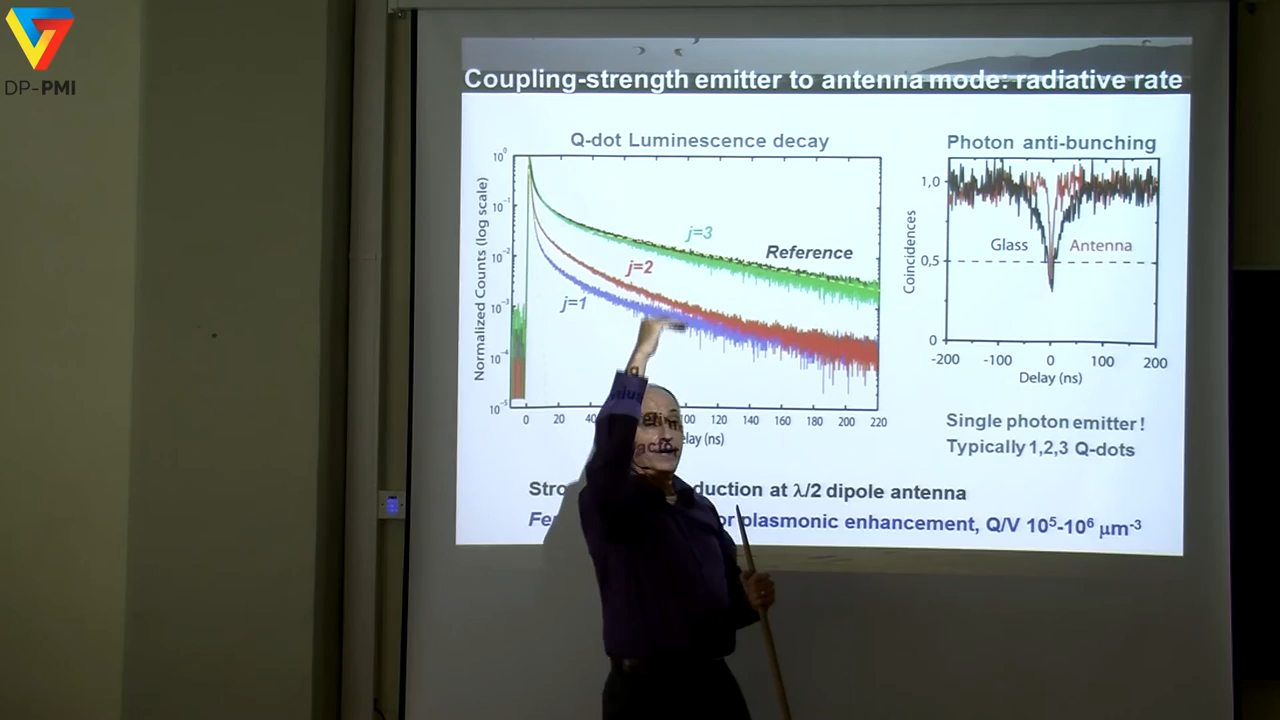 DP-PMI
Coupling-strength emitter to antenna mode: radiative rate
Q-dot Luminescence decay
Normalized Counts (log scale)
10⁰
10⁻¹
10⁻²
10⁻³
10⁻⁴
10⁻⁵
j=3
Reference
j=2
j=1
0 20 100 120 140 160 180 200 220
(ns)
Photon anti-bunching
Coincidences
1,0
0,5
0
Glass Antenna
-200 -100 0 100 200
Delay (ns)
Single photon emitter!
Typically 1,2,3 Q-dots
at λ/2 dipole antenna
plasmonic enhancement, Q/V 10⁵-10⁶ μm⁻³